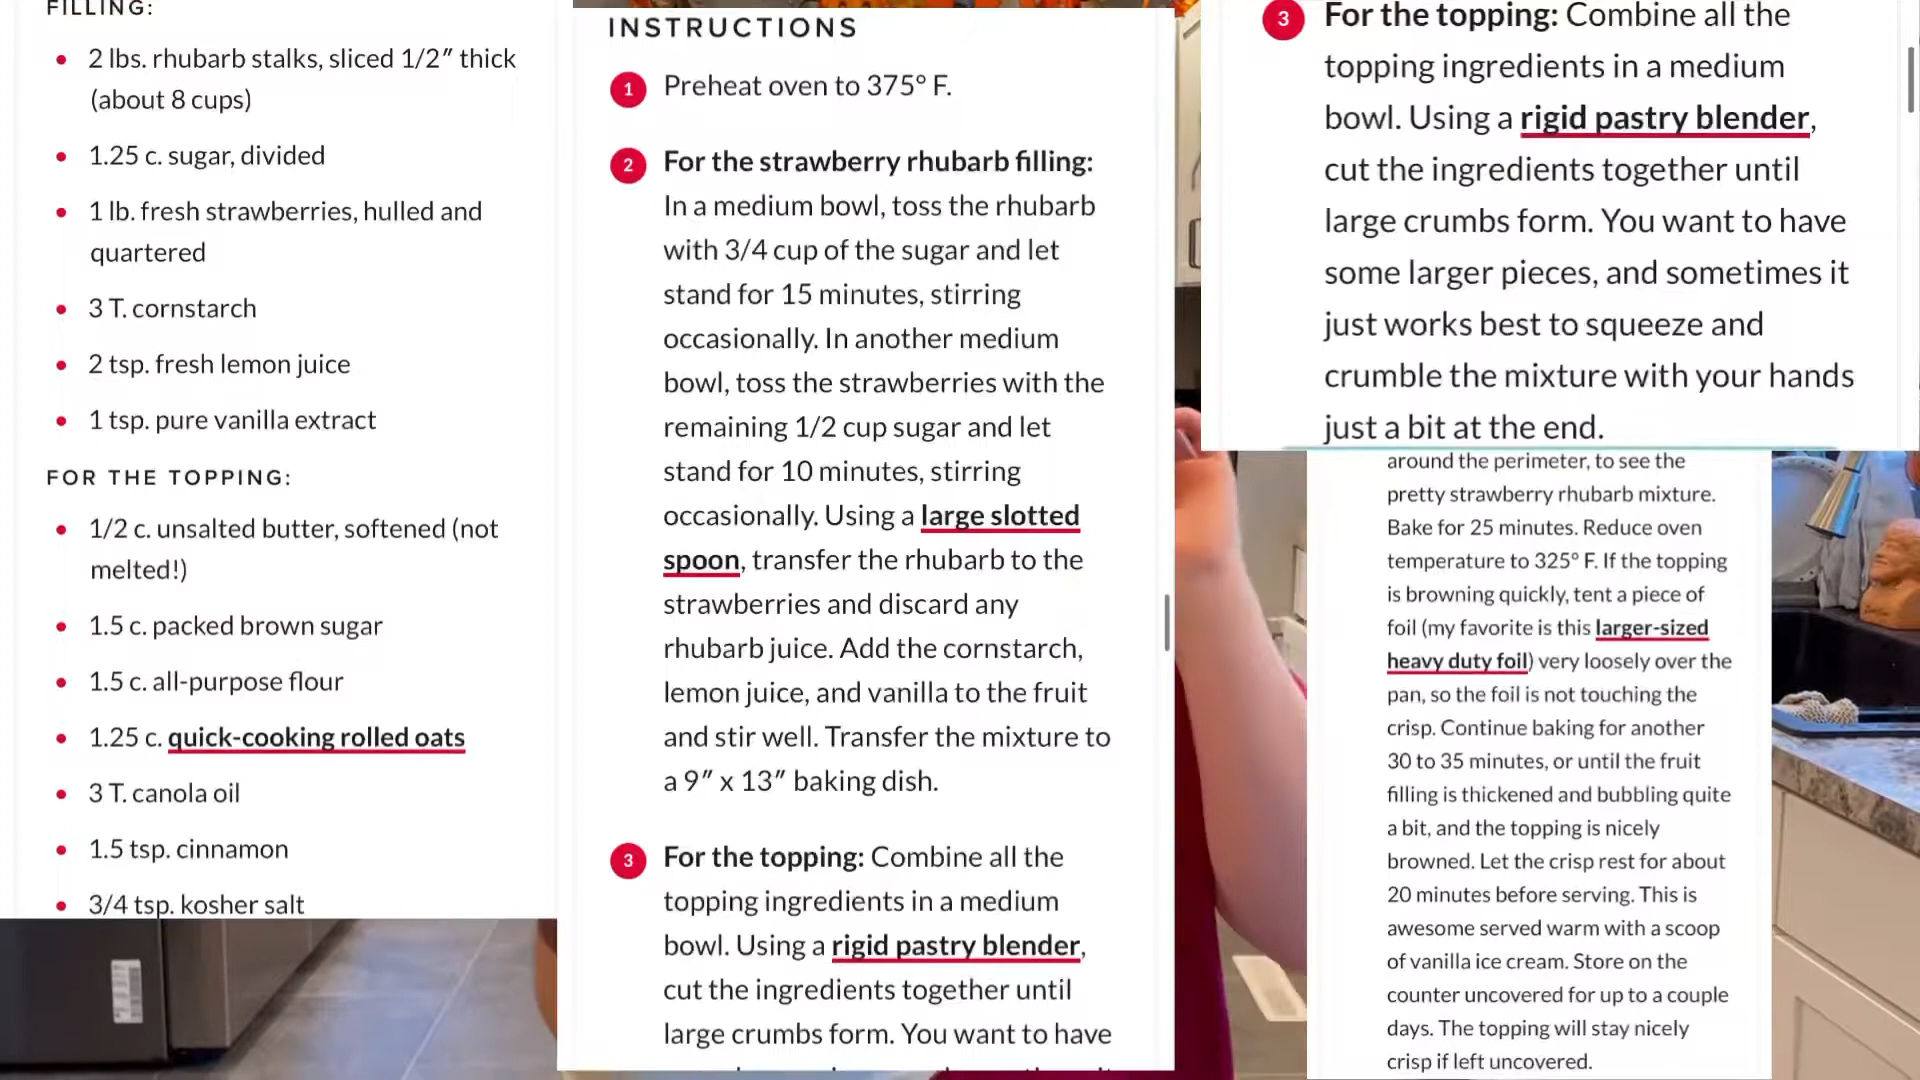 FILLING:
2 lbs. rhubarb stalks, sliced 1/2″ thick
(about 8 cups)
1.25 c. sugar, divided
1 lb. fresh strawberries, hulled and
quartered
3 T. cornstarch
2 tsp. fresh lemon juice
1 tsp. pure vanilla extract
FOR THE TOPPING:
1/2 c. unsalted butter, softened (not
melted!)
1.5 c. packed brown sugar
1.5 c. all-purpose flour
1.25 c. quick-cooking rolled oats
3 T. canola oil
1.5 tsp. cinnamon
3/4 tsp. kosher salt
INSTRUCTIONS
1 Preheat oven to 375° F.
2 For the strawberry rhubarb filling:
In a medium bowl, toss the rhubarb
with 3/4 cup of the sugar and let
stand for 15 minutes, stirring
occasionally. In another medium
bowl, toss the strawberries with the
remaining 1/2 cup sugar and let
stand for 10 minutes, stirring
occasionally. Using a large slotted
spoon, transfer the rhubarb to the
strawberries and discard any
rhubarb juice. Add the cornstarch,
lemon juice, and vanilla to the fruit
and stir well. Transfer the mixture to
a 9″ x 13″ baking dish.
3 For the topping: Combine all the
topping ingredients in a medium
bowl. Using a rigid pastry blender,
cut the ingredients together until
large crumbs form. You want to have
3 For the topping: Combine all the
topping ingredients in a medium
bowl. Using a rigid pastry blender,
cut the ingredients together until
large crumbs form. You want to have
some larger pieces, and sometimes it
just works best to squeeze and
crumble the mixture with your hands
just a bit at the end.
around the perimeter, to see the
pretty strawberry rhubarb mixture.
Bake for 25 minutes. Reduce oven
temperature to 325° F. If the topping
is browning quickly, tent a piece of
foil (my favorite is this larger-sized
heavy duty foil) very loosely over the
pan, so the foil is not touching the
crisp. Continue baking for another
30 to 35 minutes, or until the fruit
filling is thickened and bubbling quite
a bit, and the topping is nicely
browned. Let the crisp rest for about
20 minutes before serving. This is
awesome served warm with a scoop
of vanilla ice cream. Store on the
counter uncovered for up to a couple
days. The topping will stay nicely
crisp if left uncovered.